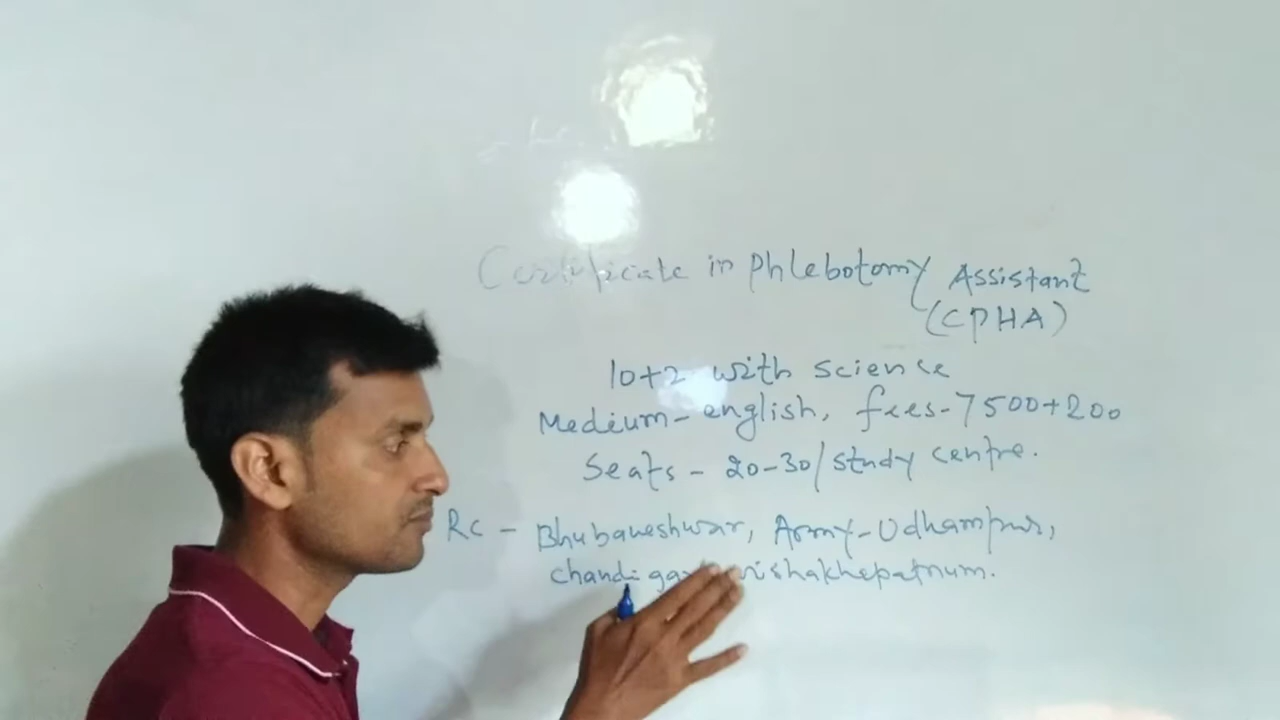 Certificate in Phlebotomy Assistant
(CPHA)
10+2 with science
Medium - english, fees - 7500+200
Seats - 20-30/study centre.
RC - Bhubaneshwar, Army-Udhampur,
vishakhepatnum.